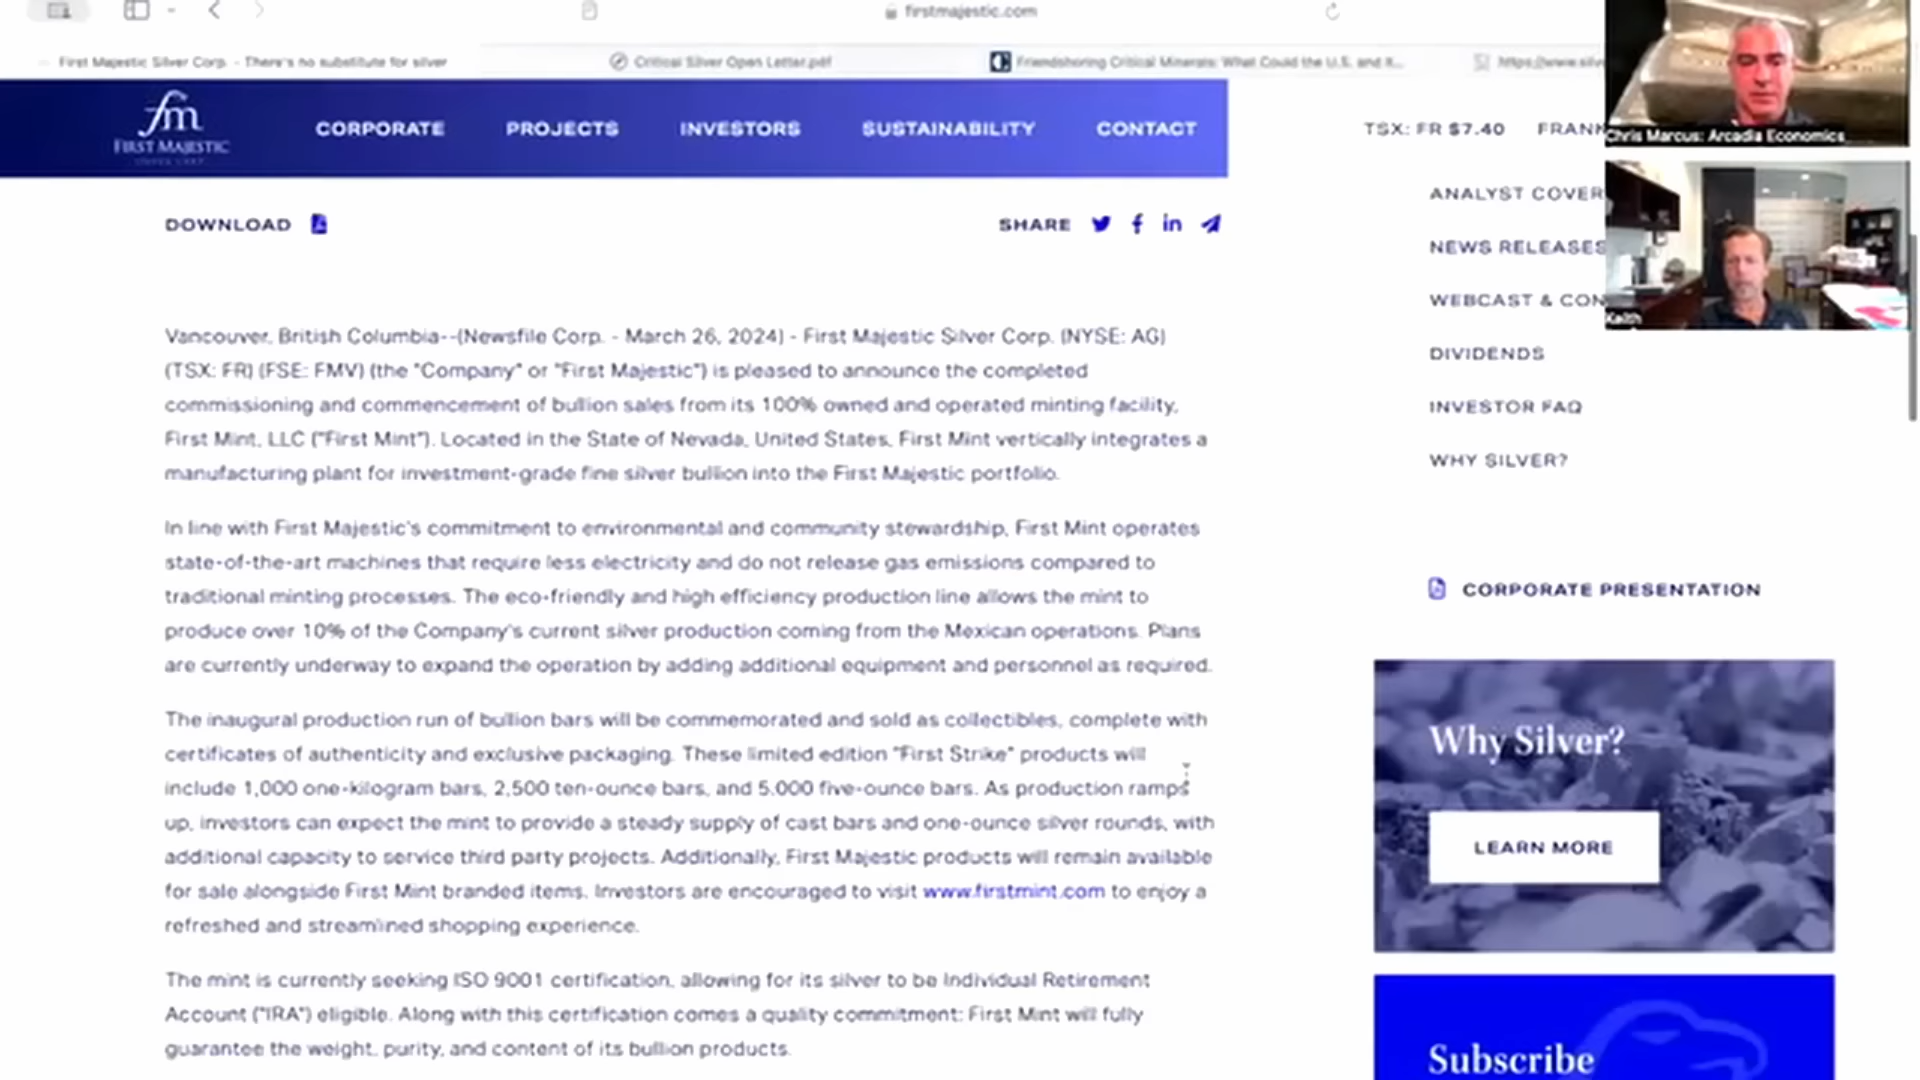 firstmajestic.com
First Majestic Silver Corp. - There's no substitute for silver
Critical Silver Open Letter.pdf
Friendshoring Critical Minerals: What Could the U.S. and It...
https://www.silv
fm
FIRST MAJESTIC
SILVER CORP.
CORPORATE
PROJECTS
INVESTORS
SUSTAINABILITY
CONTACT
TSX: FR $7.40
FRANK
Chris Marcus: Arcadia Economics
Keith
DOWNLOAD
SHARE
ANALYST COVER
NEWS RELEASES
WEBCAST & CON
DIVIDENDS
INVESTOR FAQ
WHY SILVER?
CORPORATE PRESENTATION
Vancouver, British Columbia--(Newsfile Corp. - March 26, 2024) - First Majestic Silver Corp. (NYSE: AG)
(TSX: FR) (FSE: FMV) (the "Company" or "First Majestic") is pleased to announce the completed
commissioning and commencement of bullion sales from its 100% owned and operated minting facility,
First Mint, LLC ("First Mint"). Located in the State of Nevada, United States, First Mint vertically integrates a
manufacturing plant for investment-grade fine silver bullion into the First Majestic portfolio.
In line with First Majestic's commitment to environmental and community stewardship, First Mint operates
state-of-the-art machines that require less electricity and do not release gas emissions compared to
traditional minting processes. The eco-friendly and high efficiency production line allows the mint to
produce over 10% of the Company's current silver production coming from the Mexican operations. Plans
are currently underway to expand the operation by adding additional equipment and personnel as required.
The inaugural production run of bullion bars will be commemorated and sold as collectibles, complete with
certificates of authenticity and exclusive packaging. These limited edition "First Strike" products will
include 1,000 one-kilogram bars, 2,500 ten-ounce bars, and 5,000 five-ounce bars. As production ramps
up, investors can expect the mint to provide a steady supply of cast bars and one-ounce silver rounds, with
additional capacity to service third party projects. Additionally, First Majestic products will remain available
for sale alongside First Mint branded items. Investors are encouraged to visit www.firstmint.com to enjoy a
refreshed and streamlined shopping experience.
The mint is currently seeking ISO 9001 certification, allowing for its silver to be Individual Retirement
Account ("IRA") eligible. Along with this certification comes a quality commitment: First Mint will fully
guarantee the weight, purity, and content of its bullion products.
Why Silver?
LEARN MORE
Subscribe